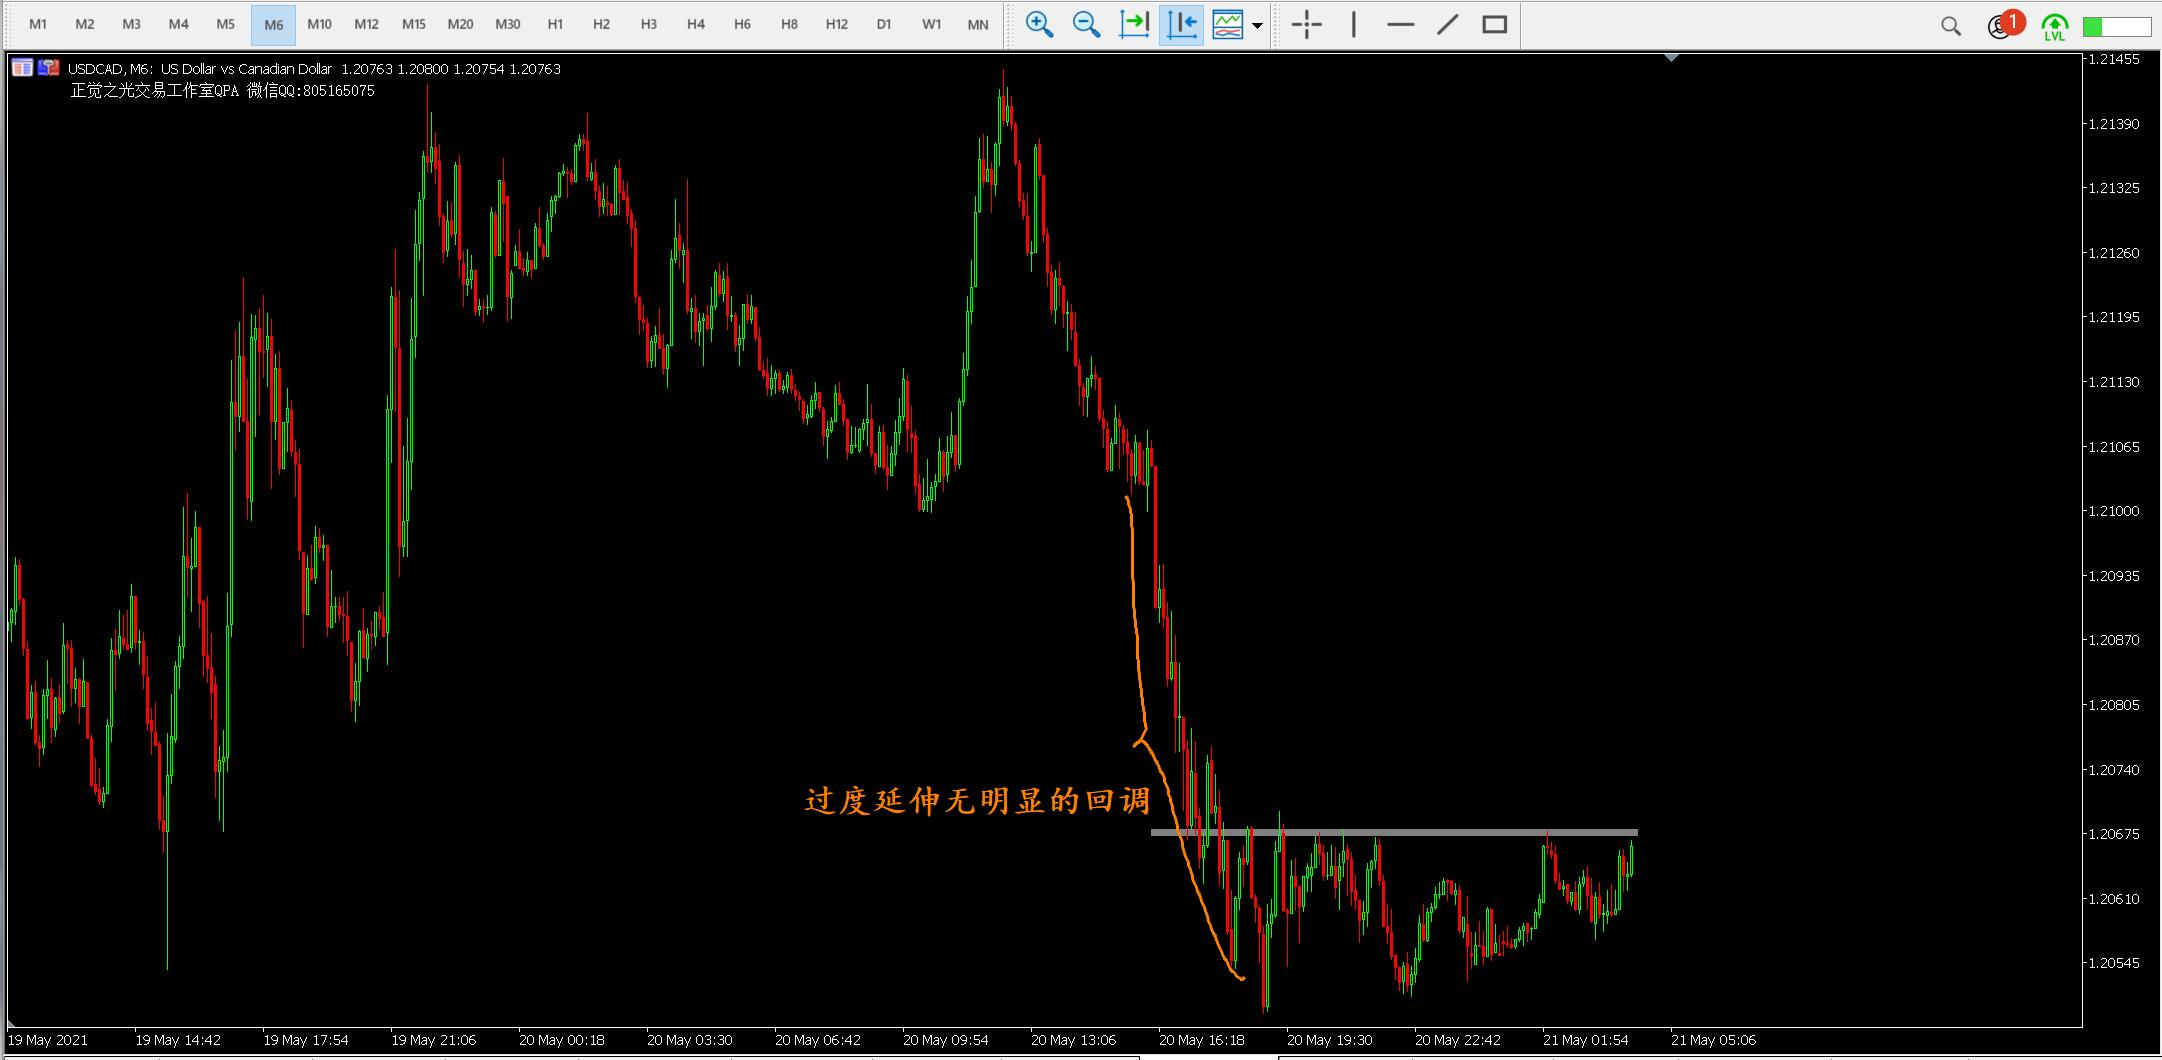 M1 M2 M3 M4 M5 M6 M10 M12 M15 M20 M30 H1 H2 H3 H4 H6 H8 H12 D1 W1 MN
1
LVL
USDCAD, M6: US Dollar vs Canadian Dollar 1.20763 1.20800 1.20754 1.20763
正觉之光交易工作室QPA 微信QQ:805165075
1.21455
1.21390
1.21325
1.21260
1.21195
1.21130
1.21065
1.21000
1.20935
1.20870
1.20805
1.20740
过度延伸无明显的回调
1.20675
1.20610
1.20545
19 May 2021 19 May 14:42 19 May 17:54 19 May 21:06 20 May 00:18 20 May 03:30 20 May 06:42 20 May 09:54 20 May 13:06 20 May 16:18 20 May 19:30 20 May 22:42 21 May 01:54 21 May 05:06